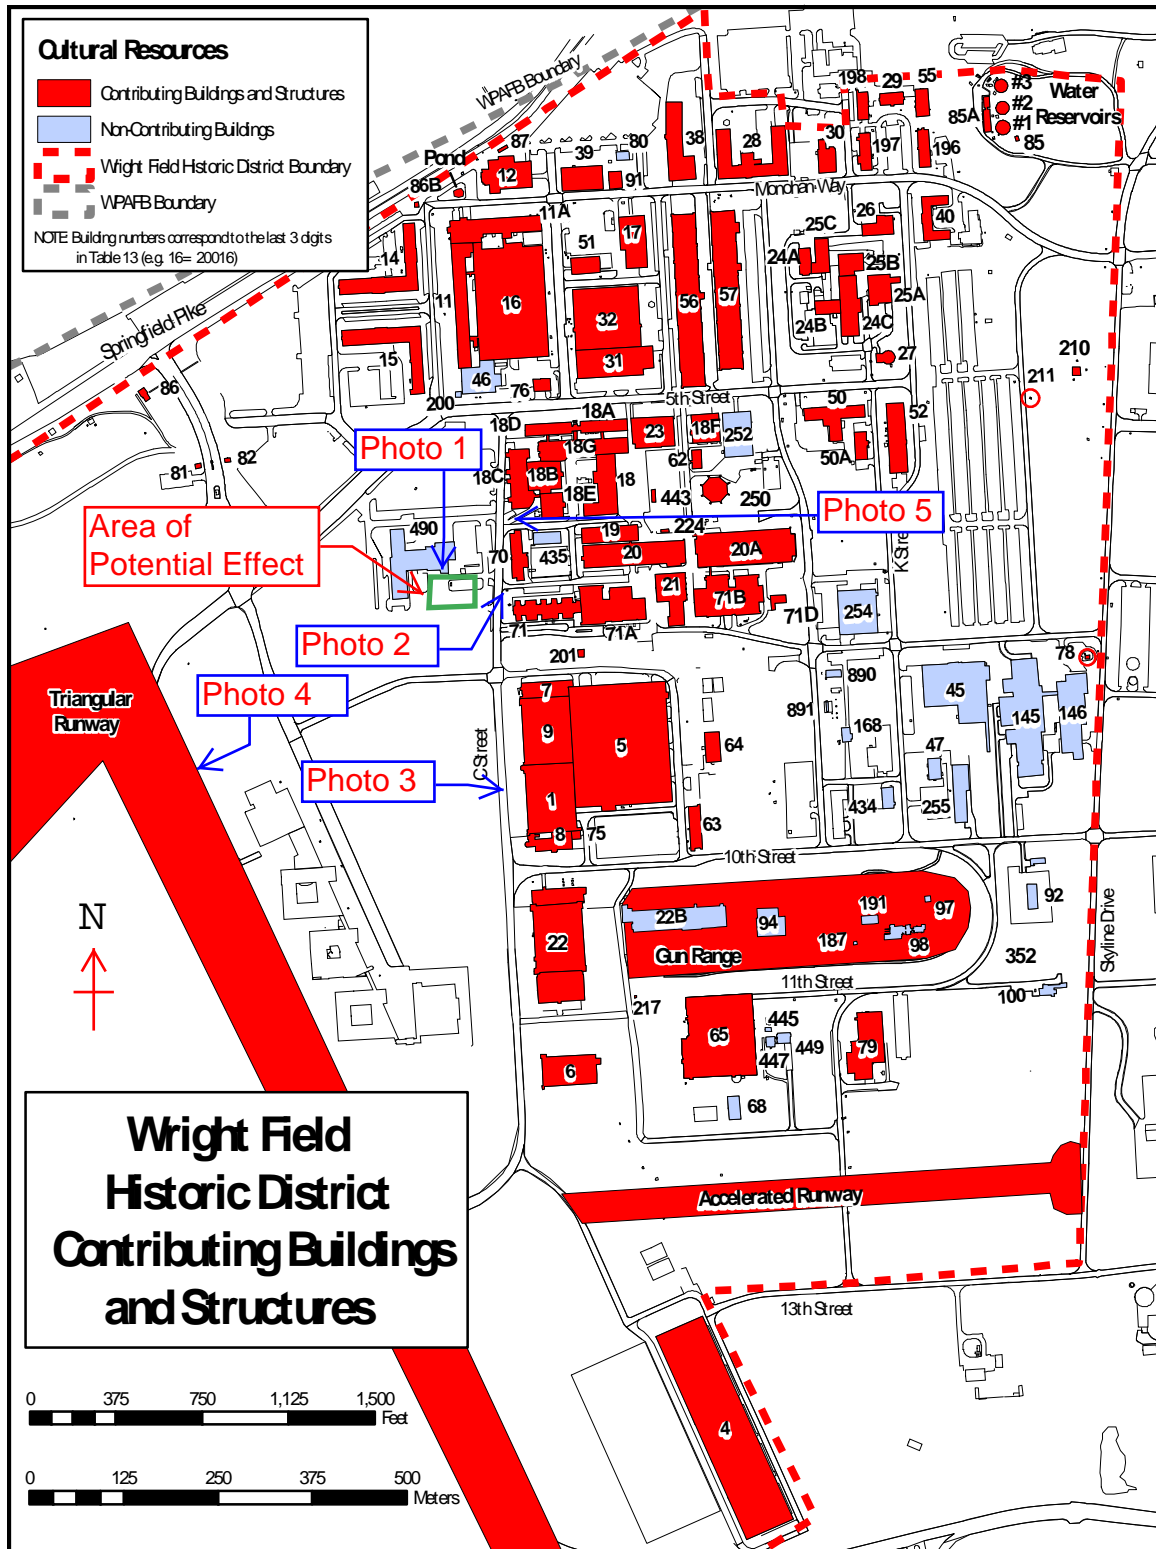 Cultural Resources
Contributing Buildings and Structures
Non-Contributing Buildings
Wright Field Historic District Boundary
WPAFB Boundary
NOTE: Building numbers correspond to the last 3 digits
in Table 13 (e.g. 16= 20016)
WPAFB Boundary
Springfield Pike
Pond
87
86B
12
39
80
91
38
28
30
198
29
55
197
196
85A
#3
#2
#1
85
Water
Reservoirs
Monohan Way
14
11A
11
16
51
17
15
32
31
56
57
46
76
200
25C
26
40
24A
25B
25A
24B
24C
27
210
211
5th Street
86
81
82
18D
18A
18G
23
18F
252
50
52
50A
18C
18B
18E
18
62
443
250
Photo 1
Photo 5
Area of
Potential Effect
490
70
435
19
20
224
20A
K Street
21
71B
71
71A
71D
254
Photo 2
201
78
Triangular
Runway
Photo 4
7
9
5
890
891
168
45
145
146
64
C Street
Photo 3
1
8
75
63
47
434
255
10th Street
N
22
22B
94
191
97
187
98
Gun Range
92
352
Skyline Drive
11th Street
100
217
65
445
447
449
79
6
68
Wright Field
Historic District
Contributing Buildings
and Structures
Accelerated Runway
13th Street
4
0 375 750 1,125 1,500
Feet
0 125 250 375 500
Meters